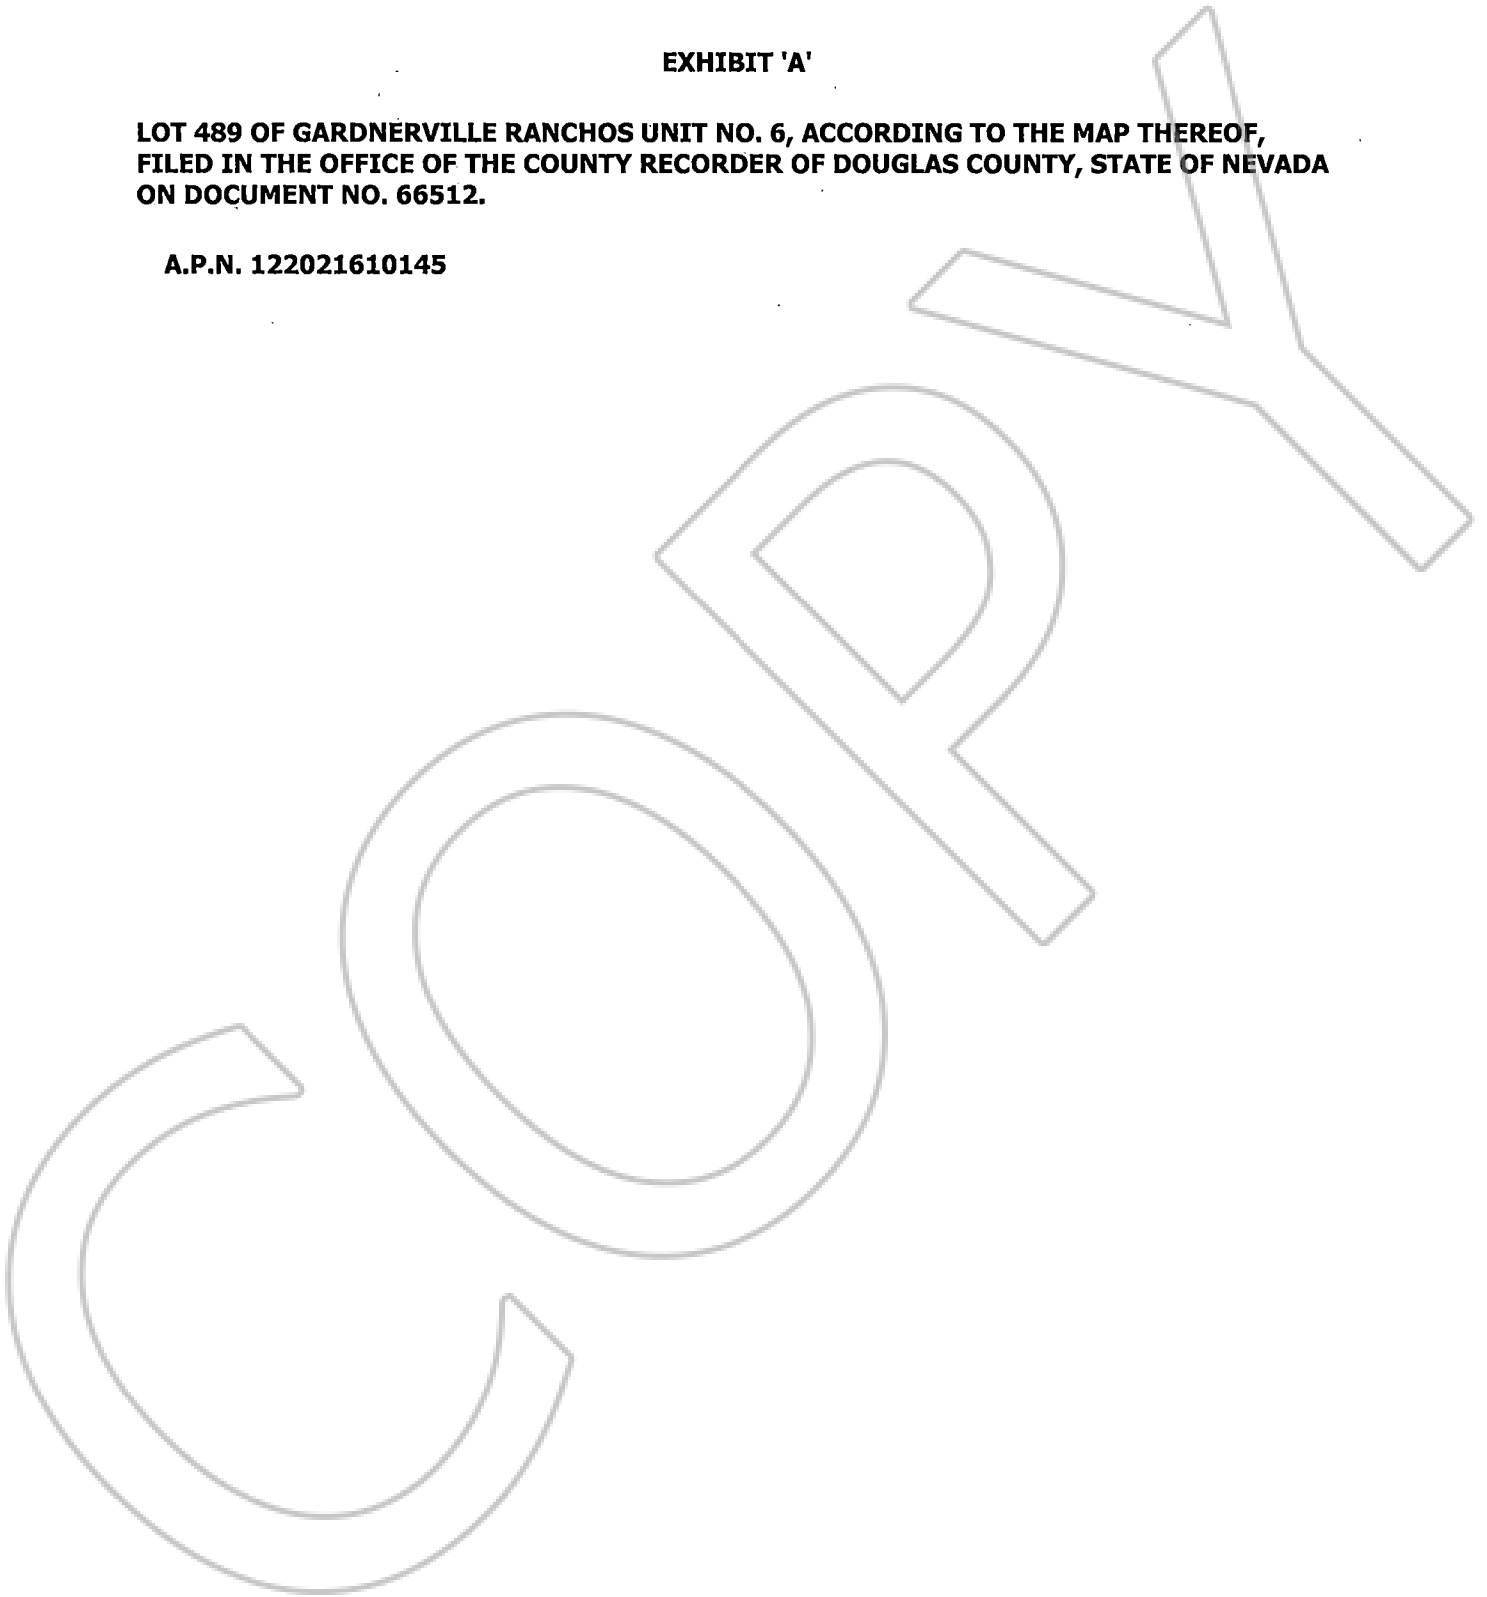 EXHIBIT 'A'
LOT 489 OF GARDNERVILLE RANCHOS UNIT NO. 6, ACCORDING TO THE MAP THEREOF,
FILED IN THE OFFICE OF THE COUNTY RECORDER OF DOUGLAS COUNTY, STATE OF NEVADA
ON DOCUMENT NO. 66512.
A.P.N. 122021610145
COPY